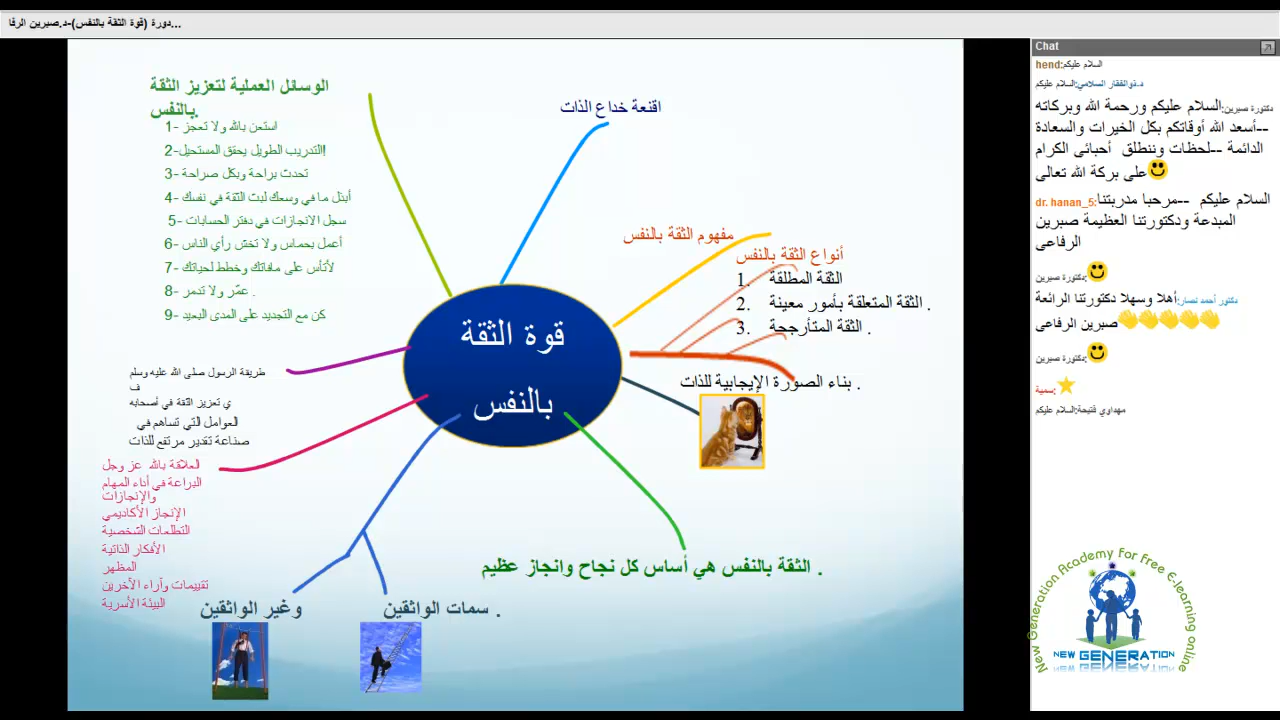 دورة (قوة الثقة بالنفس)-د.صبرين الرفا...
اقنعة خداع الذات
مفهوم الثقة بالنفس
أنواع الثقة بالنفس
1. الثقة المطلقة
2. الثقة المتعلقة بأمور معينة .
3. الثقة المتأرجحة .
بناء الصورة الإيجابية للذات .
قوة الثقة
بالنفس
الثقة بالنفس هي أساس كل نجاح وانجاز عظيم .
سمات الواثقين .
وغير الواثقين
الوسائل العملية لتعزيز الثقة
بالنفس.
1- استعن بالله ولا تعجز
2-التدريب الطويل يحقق المستحيل!
3- تحدث براحة وبكل صراحة
4- أبذل ما في وسعك لبث الثقة في نفسك
5- سجل الانجازات في دفتر الحسابات
6- أعمل بحماس ولا تخش رأي الناس
7- لاتأس على مافاتك وخطط لحياتك
8- عمّر ولا تدمر .
9- كن مع التجديد على المدى البعيد
طريقة الرسول صلى الله عليه وسلم
ف
ي تعزيز الثقة في أصحابه
العوامل التي تساهم في
صناعة تقدير مرتفع للذات
العلاقة بالله عز وجل
البراعة في أداء المهام
والإنجازات
الإنجاز الأكاديمي
التطلعات الشخصية
الأفكار الذاتية
المظهر
تقييمات وآراء الآخرين
البيئة الأسرية
Chat
hend:السلام عليكم
د-ذوالفقار السلامي:السلام عليكم
دكتورة صبرين:السلام عليكم ورحمة الله وبركاته
--أسعد الله أوقاتكم بكل الخيرات والسعادة
الدائمة --لحظات وننطلق أحبائى الكرام
على بركة الله تعالى
dr. hanan_5:السلام عليكم --مرحبا مدربتنا
المبدعة ودكتورتنا العظيمة صبرين
الرفاعى
دكتورة صبرين:
دكتور أحمد نصار:أهلا وسهلا دكتورتنا الرائعة
صبرين الرفاعى
دكتورة صبرين:
سمية:
مهداوي فتيحة:السلام عليكم
New Generation Academy For Free E-learning online
NEW GENERATION